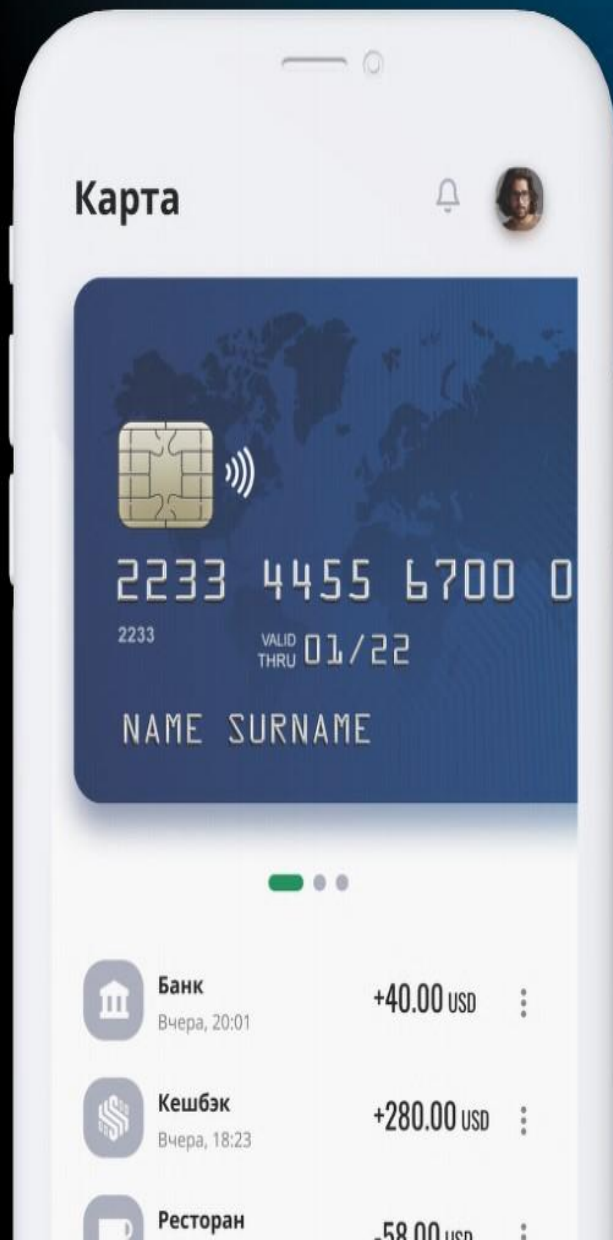 Карта
2233 4455 6700 0
2233
VALID
THRU 01/22
NAME SURNAME
Банк
+40.00 USD
Вчера, 20:01
Кешбэк
+280.00 USD
Вчера, 18:23
Ресторан
-58.00 USD